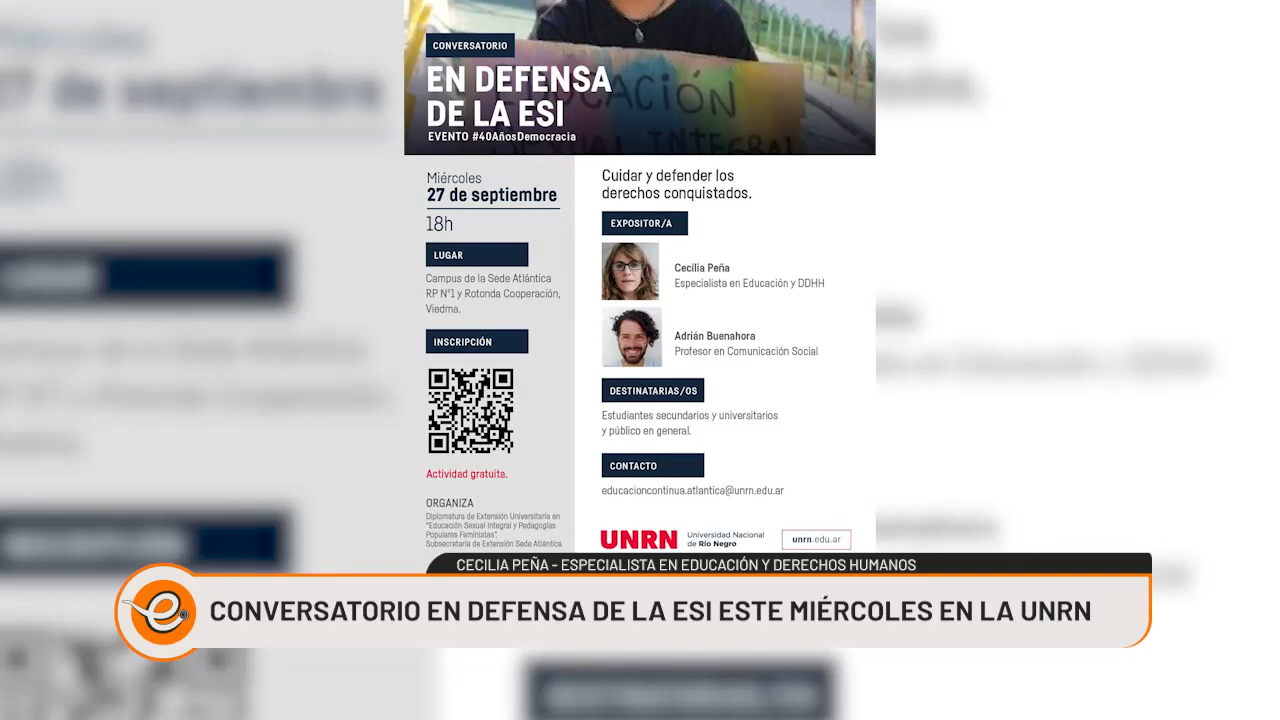 CONVERSATORIO
EN DEFENSA
DE LA ESI
EVENTO #40AñosDemocracia
EDUCACIÓN
SEXUAL INTEGRAL
Miércoles
27 de septiembre
18h
LUGAR
Campus de la Sede Atlántica
RP N°1 y Rotonda Cooperación,
Viedma.
INSCRIPCIÓN
Actividad gratuita.
ORGANIZA
Diplomatura de Extensión Universitaria en
"Educación Sexual Integral y Pedagogías
Populares Feministas".
Subsecretaría de Extensión Sede Atlántica.
Cuidar y defender los
derechos conquistados.
EXPOSITOR/A
Cecilia Peña
Especialista en Educación y DDHH
Adrián Buenahora
Profesor en Comunicación Social
DESTINATARIAS/OS
Estudiantes secundarios y universitarios
y público en general.
CONTACTO
educacioncontinua.atlantica@unrn.edu.ar
UNRN
Universidad Nacional
de Río Negro
unrn.edu.ar
CECILIA PEÑA - ESPECIALISTA EN EDUCACIÓN Y DERECHOS HUMANOS
CONVERSATORIO EN DEFENSA DE LA ESI ESTE MIÉRCOLES EN LA UNRN